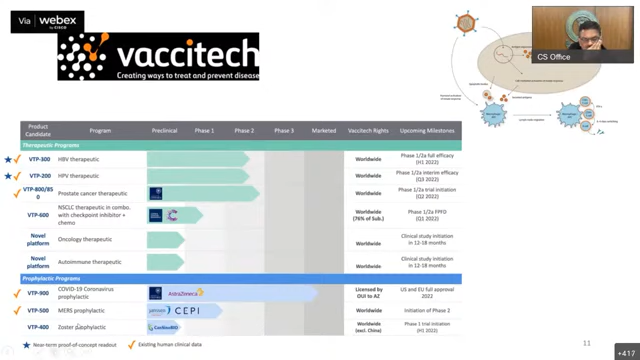 Via webex
by CISCO
vaccitech
Creating ways to treat and prevent disease
CS Office
Product Candidate Program Preclinical Phase 1 Phase 2 Phase 3 Marketed Vaccitech Rights Upcoming Milestones
Therapeutic Programs
VTP-300 HBV therapeutic Worldwide Phase 1/2a full efficacy (H1 2022)
VTP-200 HPV therapeutic Worldwide Phase 1/2a interim efficacy (Q3 2022)
VTP-800/850 Prostate cancer therapeutic Worldwide Phase 1/2a trial initiation (Q2 2022)
VTP-600 NSCLC therapeutic in combo. with checkpoint inhibitor + chemo Worldwide (76% of Sub.) Phase 1/2a FPFD (Q1 2022)
Novel platform Oncology therapeutic Clinical study initiation in 12-18 months
Novel platform Autoimmune therapeutic Clinical study initiation in 12-18 months
Prophylactic Programs
VTP-900 COVID-19 Coronavirus prophylactic AstraZeneca Licensed by OUI to AZ US and EU full approval 2022
VTP-500 MERS prophylactic CEPI Worldwide Initiation of Phase 2
VTP-400 Zoster prophylactic CanSinoBIO Worldwide (excl. China) Phase 1 trial initiation (H1 2022)
Near-term proof-of-concept readout Existing human clinical data
11
+417